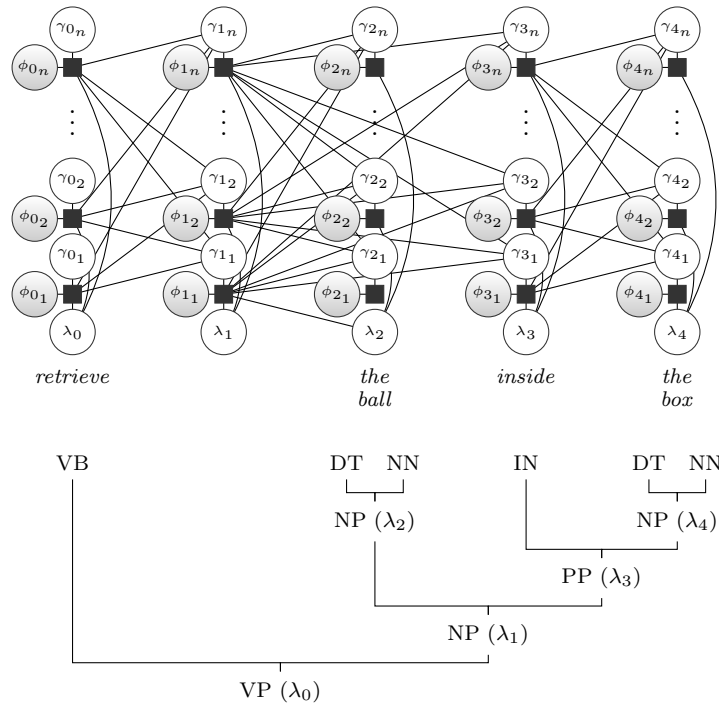 γ₀ₙ γ₁ₙ γ₂ₙ γ₃ₙ γ₄ₙ
ϕ₀ₙ ϕ₁ₙ ϕ₂ₙ ϕ₃ₙ ϕ₄ₙ
⋮ ⋮ ⋮ ⋮ ⋮
γ₀₂ γ₁₂ γ₂₂ γ₃₂ γ₄₂
ϕ₀₂ ϕ₁₂ ϕ₂₂ ϕ₃₂ ϕ₄₂
γ₀₁ γ₁₁ γ₂₁ γ₃₁ γ₄₁
ϕ₀₁ ϕ₁₁ ϕ₂₁ ϕ₃₁ ϕ₄₁
λ₀ λ₁ λ₂ λ₃ λ₄
retrieve the inside the
ball box
VB DT NN IN DT NN
NP (λ₂) NP (λ₄)
PP (λ₃)
NP (λ₁)
VP (λ₀)